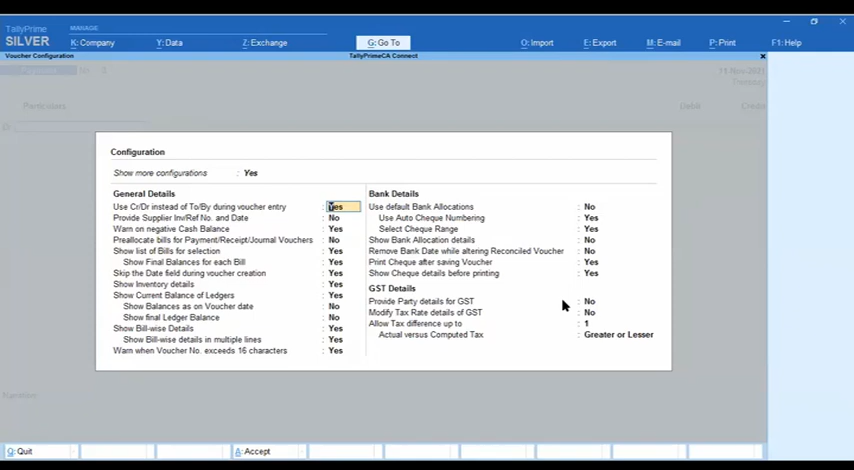 TallyPrime
MANAGE
SILVER
K: Company
Y: Data
Z: Exchange
G: Go To
O: Import
E: Export
M: E-mail
P: Print
F1: Help
Voucher Configuration
TallyPrimeCA Connect
11-Nov-2021
Thursday
Particulars
Debit
Credit
Configuration
Show more configurations : Yes
General Details
Use Cr/Dr instead of To/By during voucher entry : Yes
Provide Supplier Inv/Ref No. and Date : No
Warn on negative Cash Balance : Yes
Preallocate bills for Payment/Receipt/Journal Vouchers : No
Show list of Bills for selection : Yes
Show Final Balances for each Bill : Yes
Skip the Date field during voucher creation : Yes
Show Inventory details : Yes
Show Current Balance of Ledgers : Yes
Show Balances as on Voucher date : No
Show final Ledger Balance : No
Show Bill-wise Details : Yes
Show Bill-wise details in multiple lines : Yes
Warn when Voucher No. exceeds 16 characters : Yes
Bank Details
Use default Bank Allocations : No
Use Auto Cheque Numbering : Yes
Select Cheque Range : Yes
Show Bank Allocation details : No
Remove Bank Date while altering Reconciled Voucher : No
Print Cheque after saving Voucher : Yes
Show Cheque details before printing : Yes
GST Details
Provide Party details for GST : No
Modify Tax Rate details of GST : No
Allow Tax difference up to : 1
Actual versus Computed Tax : Greater or Lesser
Narration
Q: Quit
A: Accept